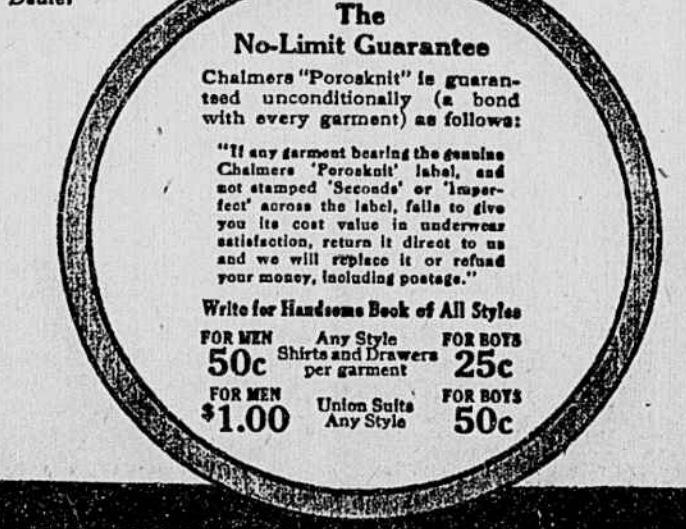 Dealer
The
No-Limit Guarantee
Chalmers "Porosknit" is guaran-
teed unconditionally (a bond
with every garment) as follows:
"If any garment bearing the genuine
Chalmers 'Porosknit' label, and
not stamped 'Seconds' or 'Imper-
fect' across the label, fails to give
you its cost value in underwear
satisfaction, return it direct to us
and we will replace it or refund
your money, including postage."
Write for Handsome Book of All Styles
FOR MEN Any Style FOR BOYS
50c Shirts and Drawers 25c
per garment
FOR MEN Union Suits FOR BOYS
$1.00 Any Style 50c